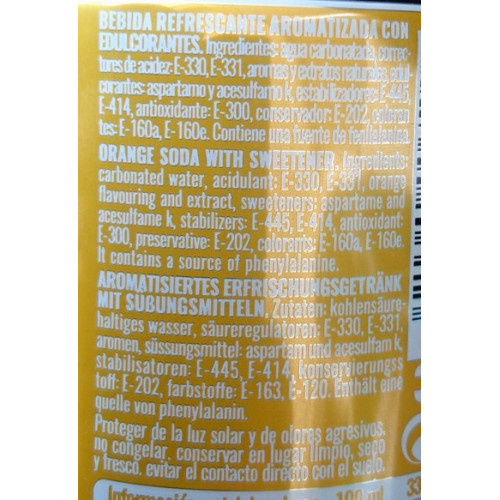 BEBIDA REFRESCANTE AROMATIZADA CON
EDULCORANTES. Ingredientes: agua carbonatada, correc-
tores de acidez: E-330, E-331, aromas y extratos naturales, edul-
corantes: aspartamo y acesulfamo k, estabilizadores: E-445,
E-414, antioxidante: E-300, conservador: E-202, coloran-
tes: E-160a, E-160e. Contiene una fuente de fenilelanina.
ORANGE SODA WITH SWEETENER. Ingredients:
carbonated water, acidulant: E-330, E-331, orange
flavouring and extract, sweeteners: aspartame and
acesulfame k, stabilizers: E-445, E-414, antioxidant:
E-300, preservative: E-202, colorants: E-160a, E-160e.
It contains a source of phenylalanine.
AROMATISIERTES ERFRISCHUNGSGETRÄNK
MIT SUßUNGSMITTELN. Zutaten: kohlensäure-
haltiges wasser, säureregulatoren: E-330, E-331,
aromen, süssungsmittel: aspartam und acesulfam k,
stabilisatoren: E-445, E-414, konservierungss
toff: E-202, farbstoffe: E-163, E-120. Enthält eine
quelle von phenylalanin.
Proteger de la luz solar y de olores agresivos.
no congelar. conservar en lugar limpio, seco
y fresco. evitar el contacto directo con el suelo.
Información